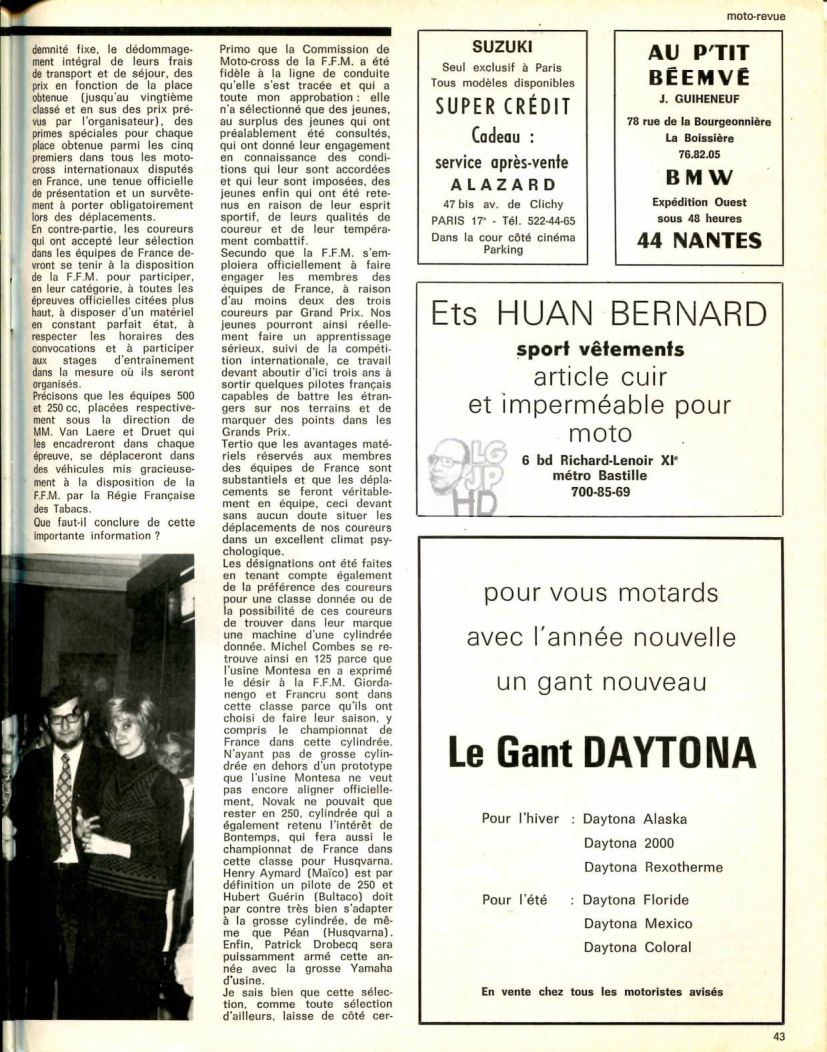 moto-revue
demnité fixe, le dédommage-
ment intégral de leurs frais
de transport et de séjour, des
prix en fonction de la place
obtenue (jusqu'au vingtième
classé et en sus des prix pré-
vus par l'organisateur), des
primes spéciales pour chaque
place obtenue parmi les cinq
premiers dans tous les moto-
cross internationaux disputés
en France, une tenue officielle
de présentation et un survête-
ment à porter obligatoirement
lors des déplacements.
En contre-partie, les coureurs
qui ont accepté leur sélection
dans les équipes de France de-
vront se tenir à la disposition
de la F.F.M. pour participer,
en leur catégorie, à toutes les
épreuves officielles citées plus
haut, à disposer d'un matériel
en constant parfait état, à
respecter les horaires des
convocations et à participer
aux stages d'entraînement
dans la mesure où ils seront
organisés.
Précisons que les équipes 500
et 250 cc, placées respective-
ment sous la direction de
MM. Van Laere et Druet qui
les encadreront dans chaque
épreuve, se déplaceront dans
des véhicules mis gracieuse-
ment à la disposition de la
F.F.M. par la Régie Française
des Tabacs.
Que faut-il conclure de cette
importante information ?
Primo que la Commission de
Moto-cross de la F.F.M. a été
fidèle à la ligne de conduite
qu'elle s'est tracée et qui a
toute mon approbation : elle
n'a sélectionné que des jeunes,
au surplus des jeunes qui ont
préalablement été consultés,
qui ont donné leur engagement
en connaissance des condi-
tions qui leur sont accordées
et qui leur sont imposées, des
jeunes enfin qui ont été rete-
nus en raison de leur esprit
sportif, de leurs qualités de
coureur et de leur tempéra-
ment combattif.
Secundo que la F.F.M. s'em-
ploiera officiellement à faire
engager les membres des
équipes de France, à raison
d'au moins deux des trois
coureurs par Grand Prix. Nos
jeunes pourront ainsi réelle-
ment faire un apprentissage
sérieux, suivi de la compéti-
tion internationale, ce travail
devant aboutir d'ici trois ans à
sortir quelques pilotes français
capables de battre les étran-
gers sur nos terrains et de
marquer des points dans les
Grands Prix.
Tertio que les avantages maté-
riels réservés aux membres
des équipes de France sont
substantiels et que les dépla-
cements se feront véritable-
ment en équipe, ceci devant
sans aucun doute situer les
déplacements de nos coureurs
dans un excellent climat psy-
chologique.
Les désignations ont été faites
en tenant compte également
de la préférence des coureurs
pour une classe donnée ou de
la possibilité de ces coureurs
de trouver dans leur marque
une machine d'une cylindrée
donnée. Michel Combes se re-
trouve ainsi en 125 parce que
l'usine Montesa en a exprimé
le désir à la F.F.M. Giorda-
nengo et Francru sont dans
cette classe parce qu'ils ont
choisi de faire leur saison, y
compris le championnat de
France dans cette cylindrée.
N'ayant pas de grosse cylin-
drée en dehors d'un prototype
que l'usine Montesa ne veut
pas encore aligner officielle-
ment, Novak ne pouvait que
rester en 250, cylindrée qui a
également retenu l'intérêt de
Bontemps, qui fera aussi le
championnat de France dans
cette classe pour Husqvarna.
Henry Aymard (Maïco) est par
définition un pilote de 250 et
Hubert Guérin (Bultaco) doit
par contre très bien s'adapter
à la grosse cylindrée, de mê-
me que Péan (Husqvarna).
Enfin, Patrick Drobecq sera
puissamment armé cette an-
née avec la grosse Yamaha
d'usine.
Je sais bien que cette sélec-
tion, comme toute sélection
d'ailleurs, laisse de côté cer-
SUZUKI
Seul exclusif à Paris
Tous modèles disponibles
SUPER CRÉDIT
Cadeau :
service après-vente
ALAZARD
47 bis av. de Clichy
PARIS 17e - Tél. 522-44-65
Dans la cour côté cinéma
Parking
AU P'TIT
BÉEMVÉ
J. GUIHENEUF
78 rue de la Bourgeonnière
La Boissière
76.82.05
BMW
Expédition Ouest
sous 48 heures
44 NANTES
Ets HUAN BERNARD
sport vêtements
article cuir
et imperméable pour
moto
6 bd Richard-Lenoir XIe
métro Bastille
700-85-69
LG
JP
HD
pour vous motards
avec l'année nouvelle
un gant nouveau
Le Gant DAYTONA
Pour l'hiver : Daytona Alaska
Daytona 2000
Daytona Rexotherme
Pour l'été : Daytona Floride
Daytona Mexico
Daytona Coloral
En vente chez tous les motoristes avisés
43